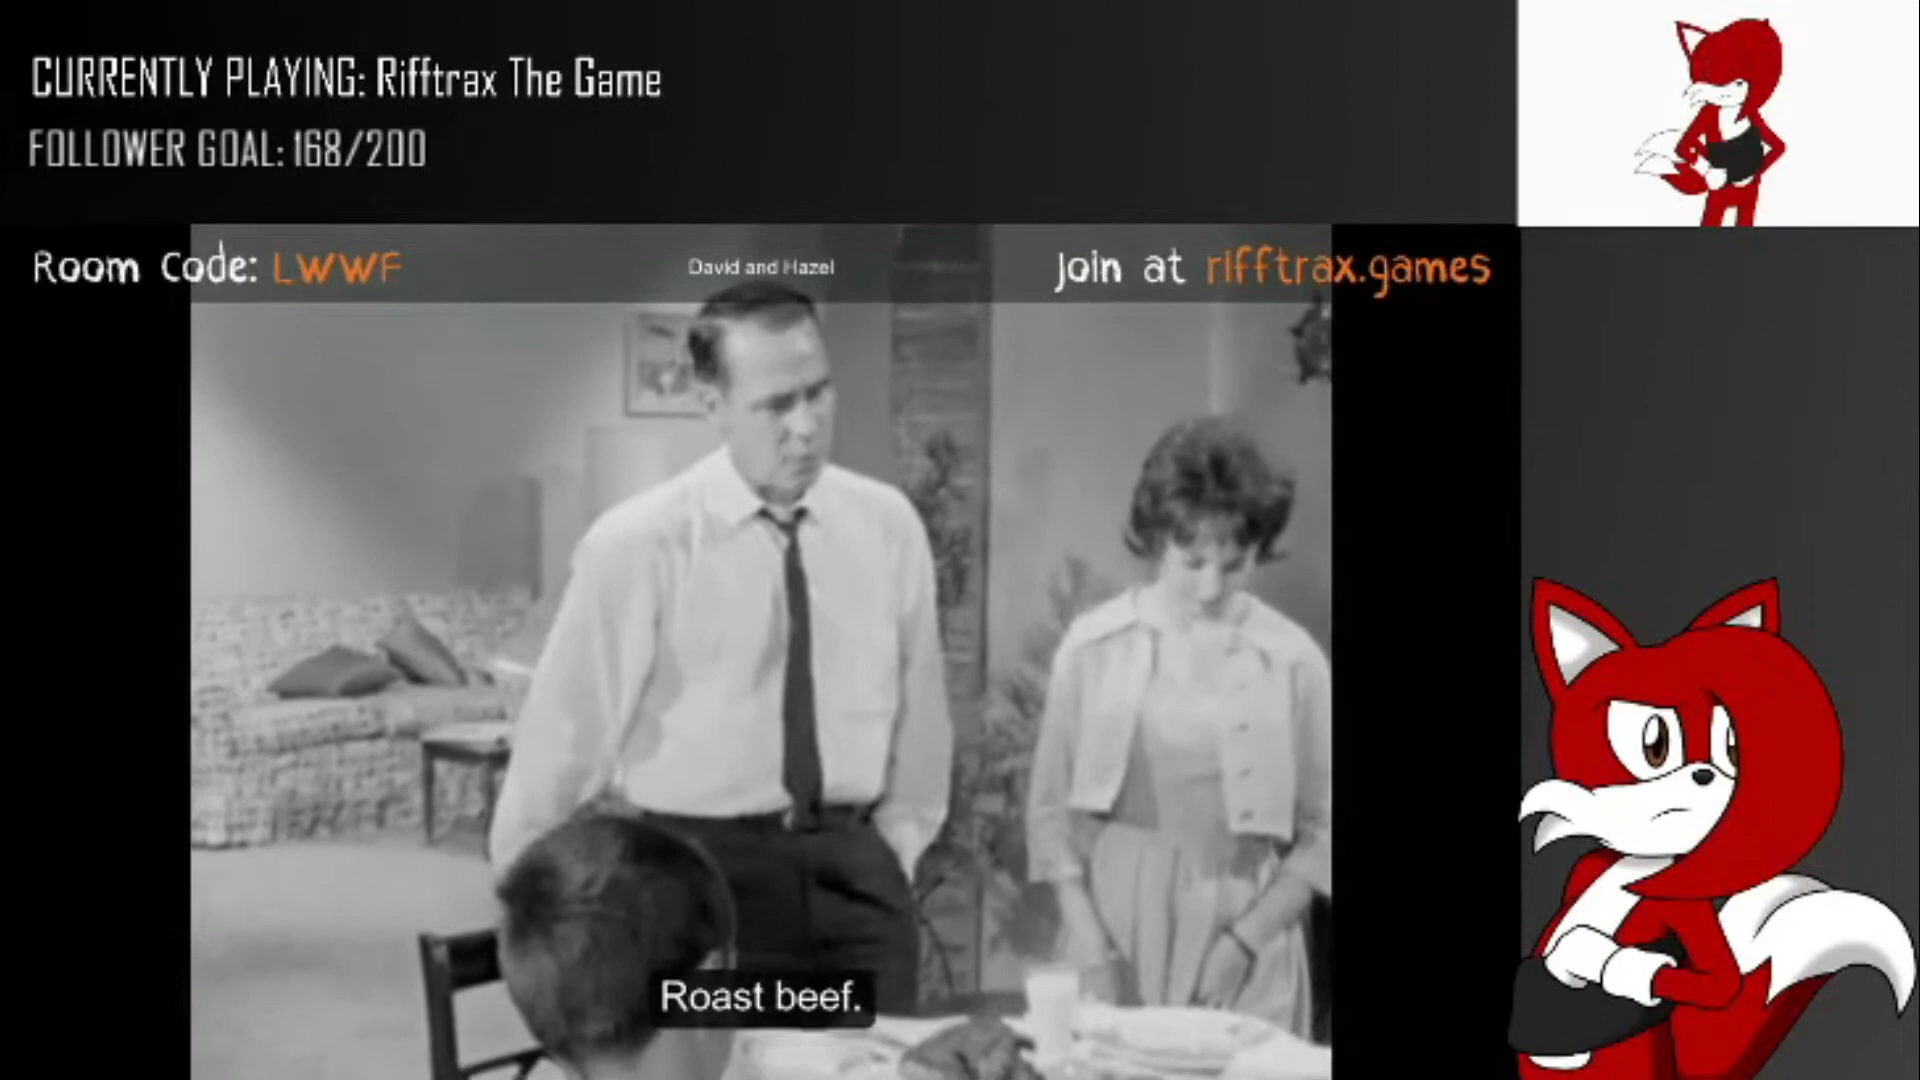 CURRENTLY PLAYING: Rifftrax The Game
FOLLOWER GOAL: 168/200
Room Code: LWWF
David and Hazel
Join at rifftrax.games
Roast beef.